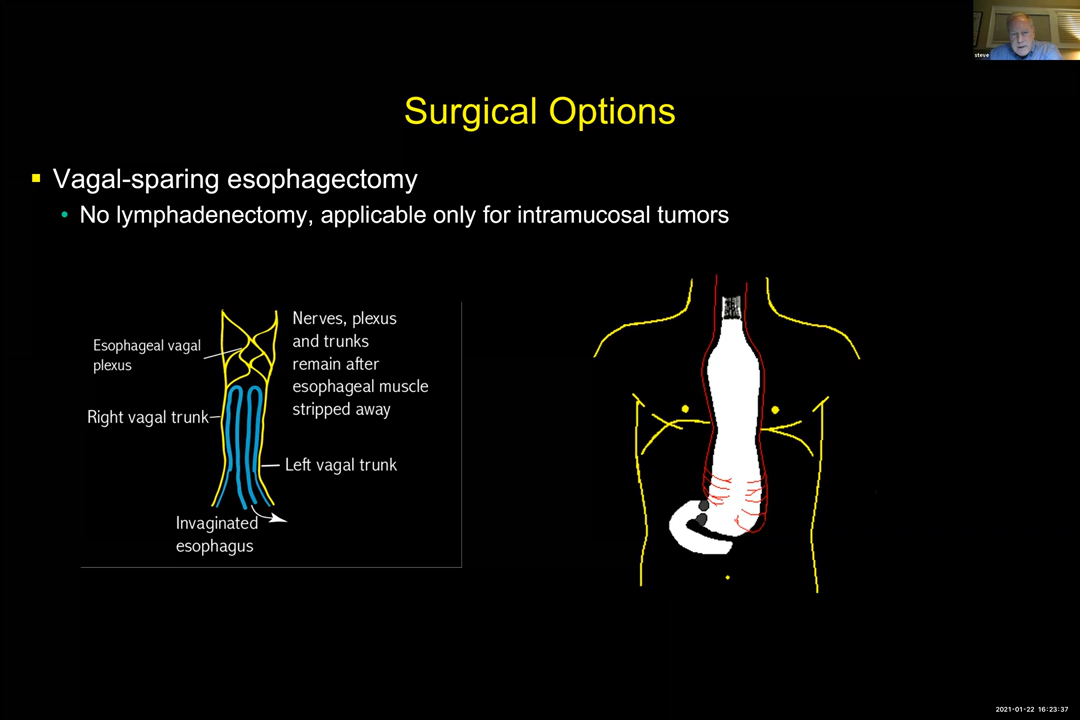 steve
Surgical Options
Vagal-sparing esophagectomy
No lymphadenectomy, applicable only for intramucosal tumors
Esophageal vagal
plexus
Right vagal trunk
Nerves, plexus
and trunks
remain after
esophageal muscle
stripped away
Left vagal trunk
Invaginated
esophagus
2021-01-22 16:23:37